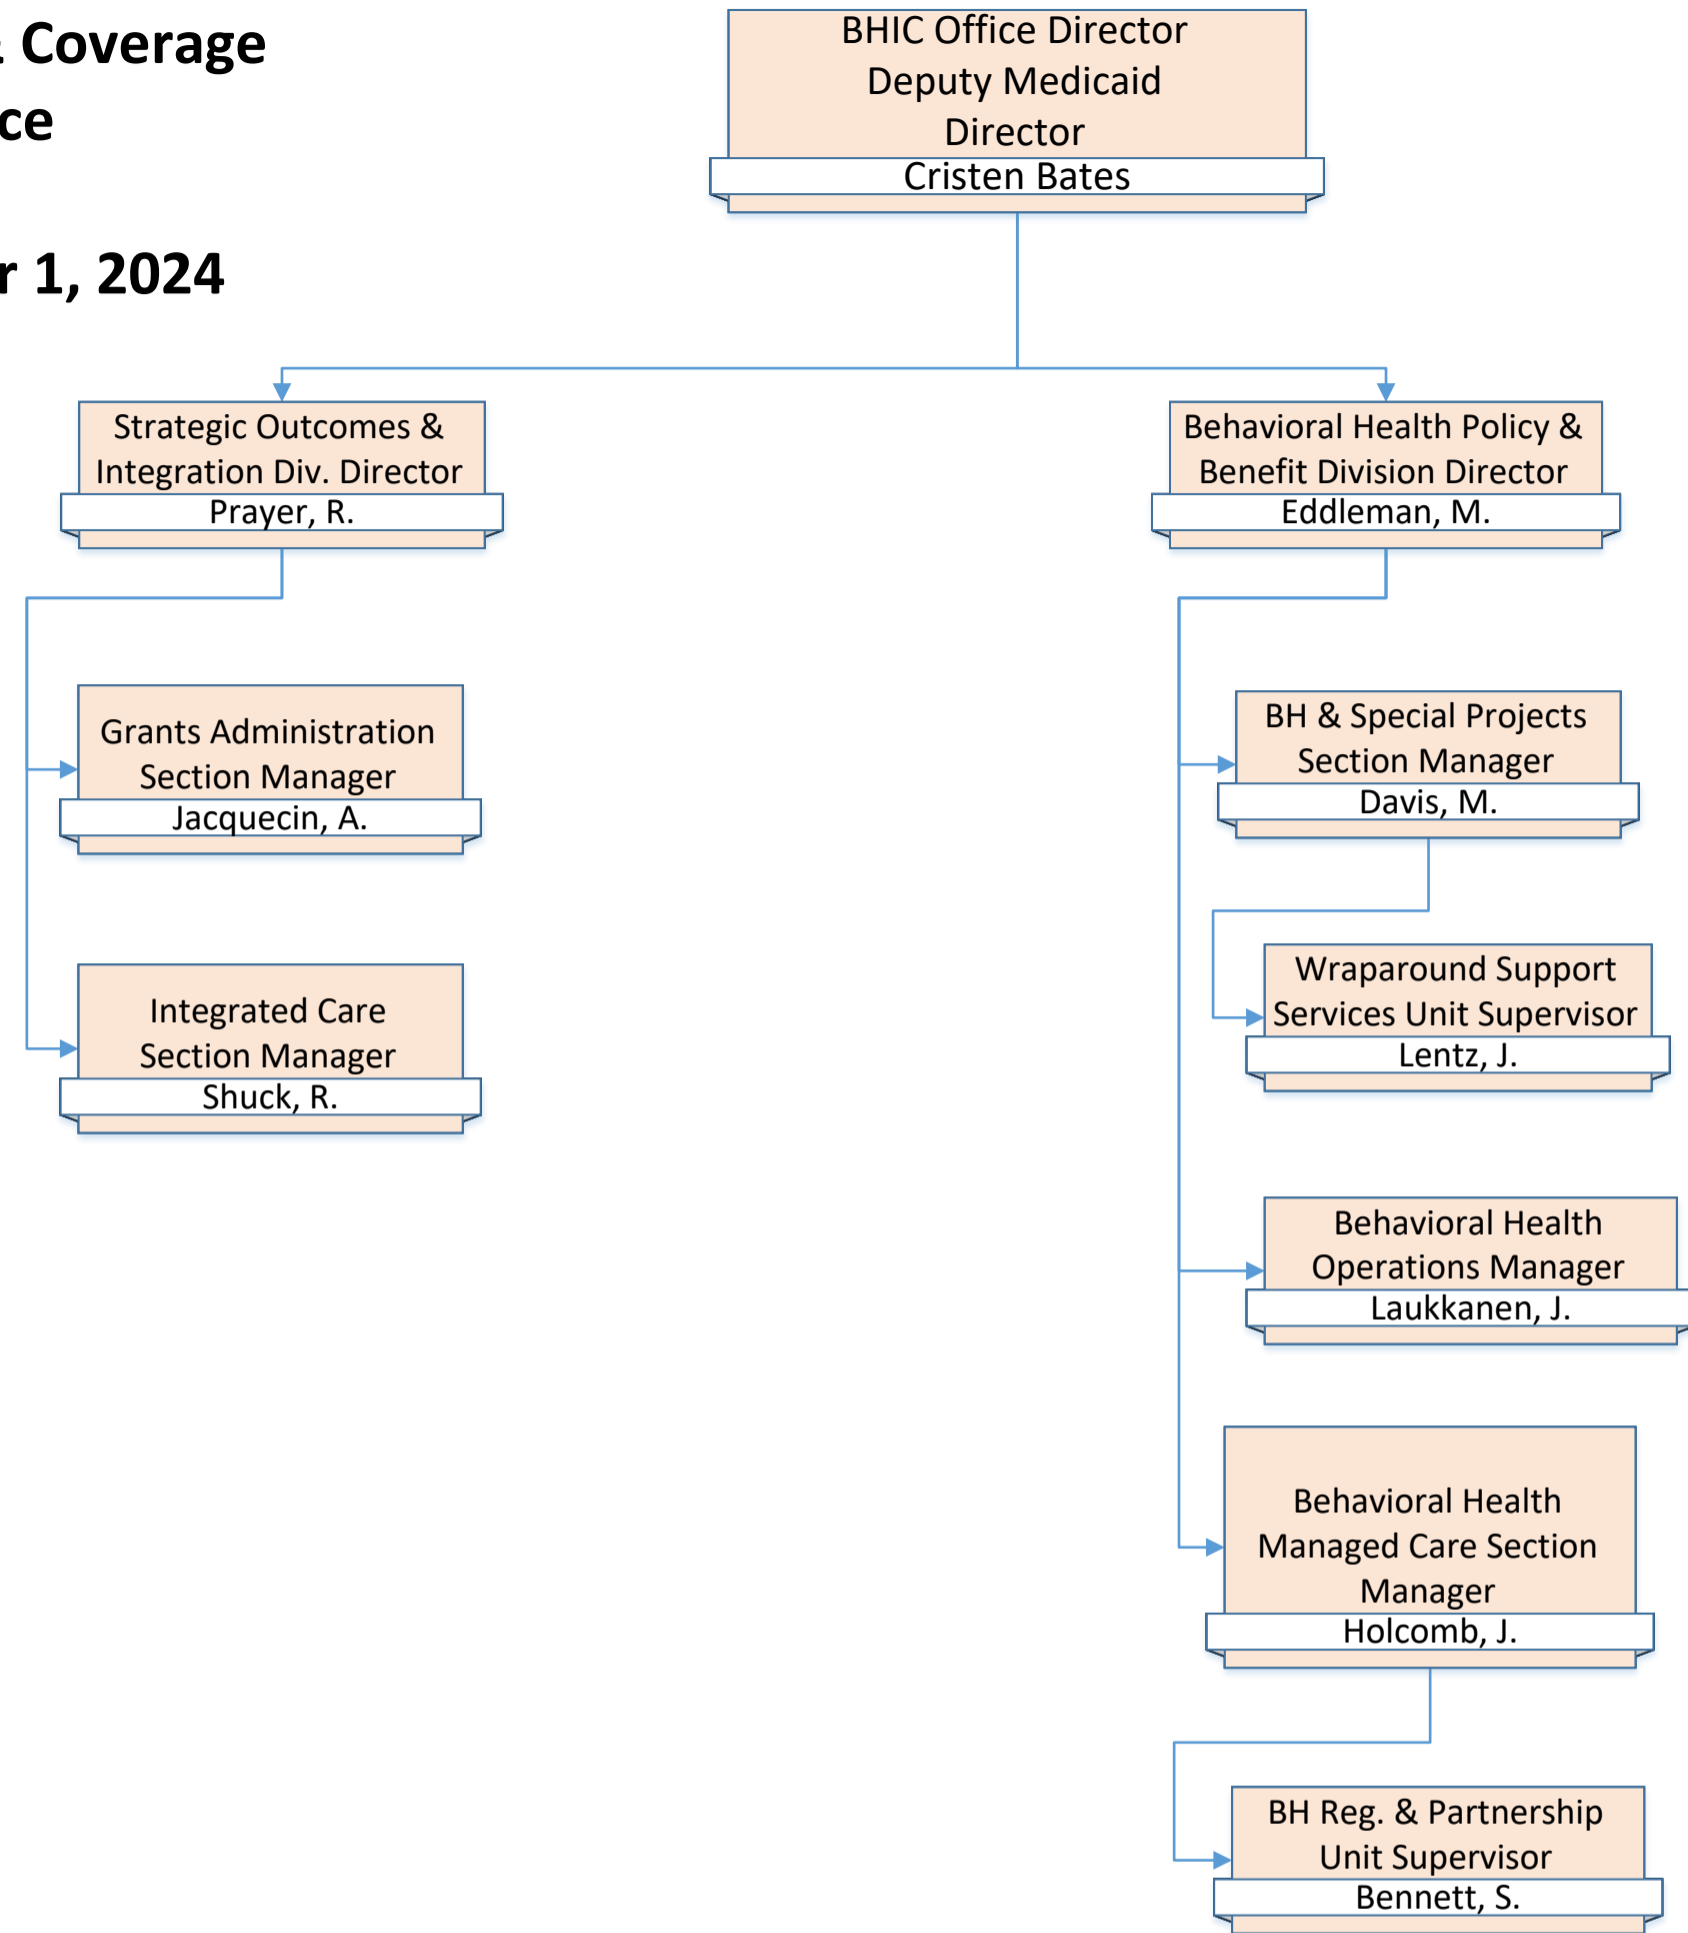 & Coverage
BHIC Office Director
Deputy Medicaid
Director
Cristen Bates
1, 2024
Strategic Outcomes &
Integration Div. Director
Prayer, R.
Behavioral Health Policy &
Benefit Division Director
Eddleman, M.
Grants Administration
Section Manager
Jacquecin, A.
BH & Special Projects
Section Manager
Davis, M.
Integrated Care
Section Manager
Shuck, R.
Wraparound Support
Services Unit Supervisor
Lentz, J.
Behavioral Health
Operations Manager
Laukkanen, J.
Behavioral Health
Managed Care Section
Manager
Holcomb, J.
BH Reg. & Partnership
Unit Supervisor
Bennett, S.